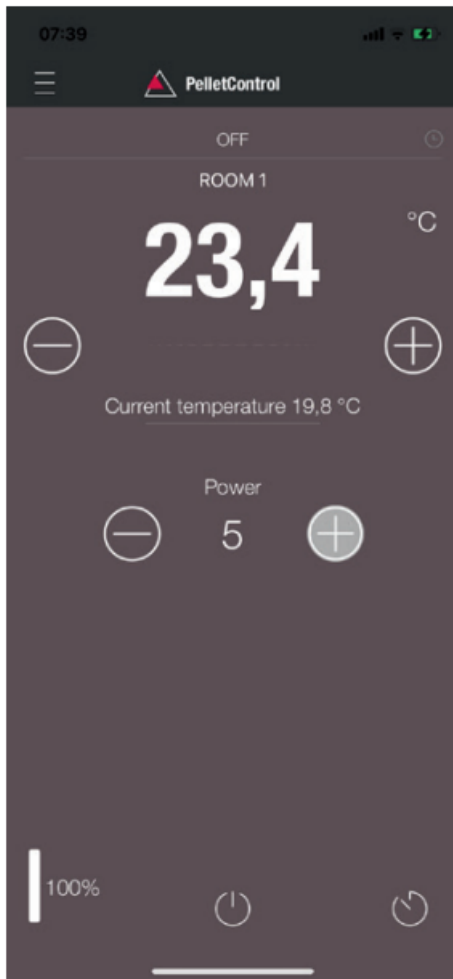 07:39
PelletControl
OFF
ROOM 1
23,4 °C
Current temperature 19,8 °C
Power
5
100%